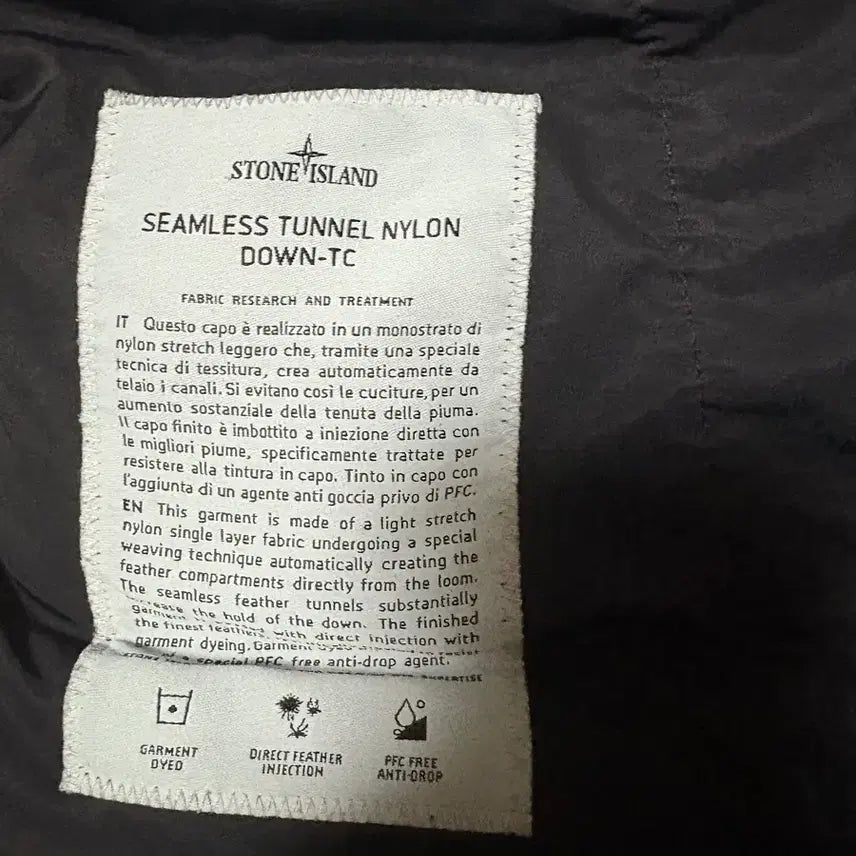 STONE ISLAND
SEAMLESS TUNNEL NYLON
DOWN-TC
FABRIC RESEARCH AND TREATMENT
IT Questo capo è realizzato in un monostrato di
nylon stretch leggero che, tramite una speciale
tecnica di tessitura, crea automaticamente da
telaio i canali. Si evitano così le cuciture, per un
aumento sostanziale della tenuta della piuma.
Il capo finito è imbottito a iniezione diretta con
le migliori piume, specificamente trattate per
resistere alla tintura in capo. Tinto in capo con
l'aggiunta di un agente anti goccia privo di PFC.
EN This garment is made of a light stretch
nylon single layer fabric undergoing a special
weaving technique automatically creating the
feather compartments directly from the loom.
The seamless feather tunnels substantially
the hold of the down. The finished
garment with direct injection with
the finest feathers,
garment dyeing. Garment
special PFC free anti-drop agent.
GARMENT
DYED
DIRECT FEATHER
INJECTION
PFC FREE
ANTI-DROP